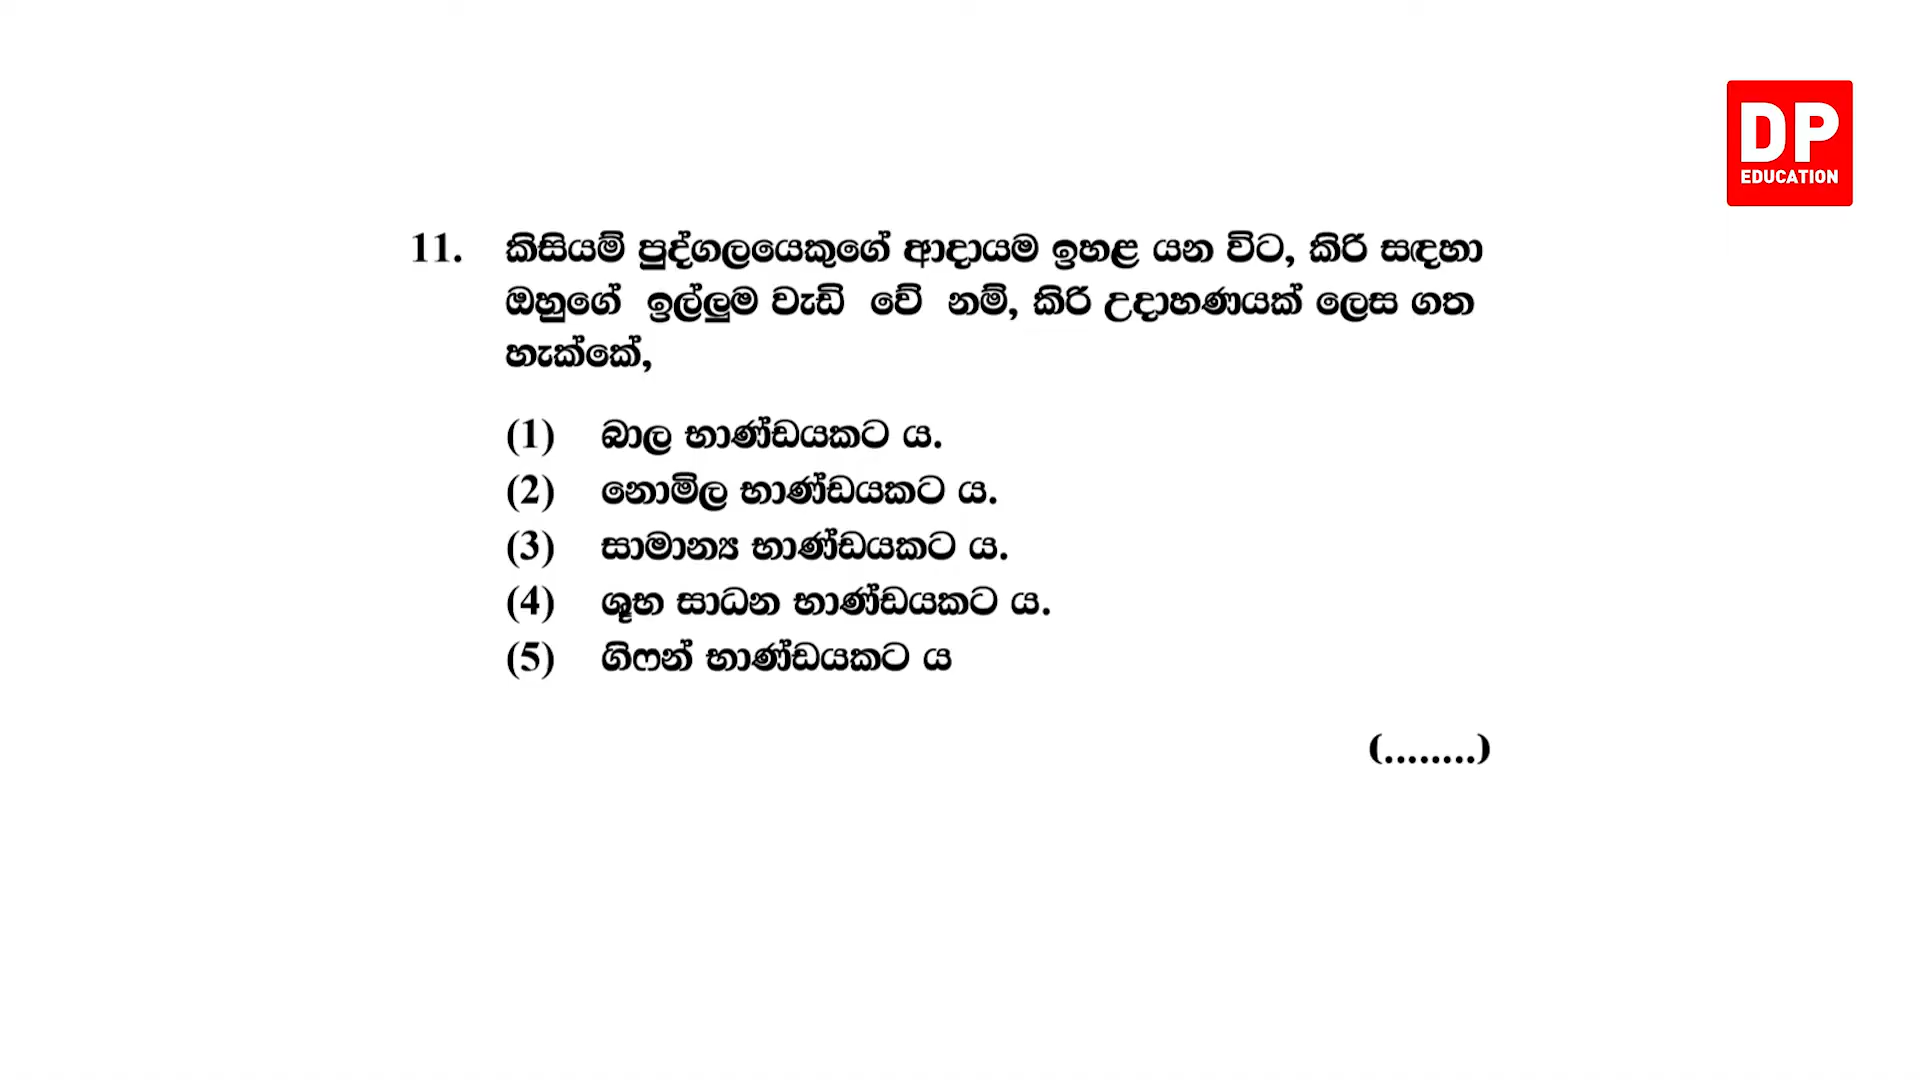 DP
EDUCATION
11. කිසියම් පුද්ගලයෙකුගේ ආදායම ඉහළ යන විට, කිරි සඳහා
ඔහුගේ ඉල්ලුම වැඩි වේ නම්, කිරි උදාහණයක් ලෙස ගත
හැක්කේ,
(1) බාල භාණ්ඩයකට ය.
(2) නොමිල භාණ්ඩයකට ය.
(3) සාමාන්‍ය භාණ්ඩයකට ය.
(4) ශූභ සාධන භාණ්ඩයකට ය.
(5) ගිෆන් භාණ්ඩයකට ය
(........)